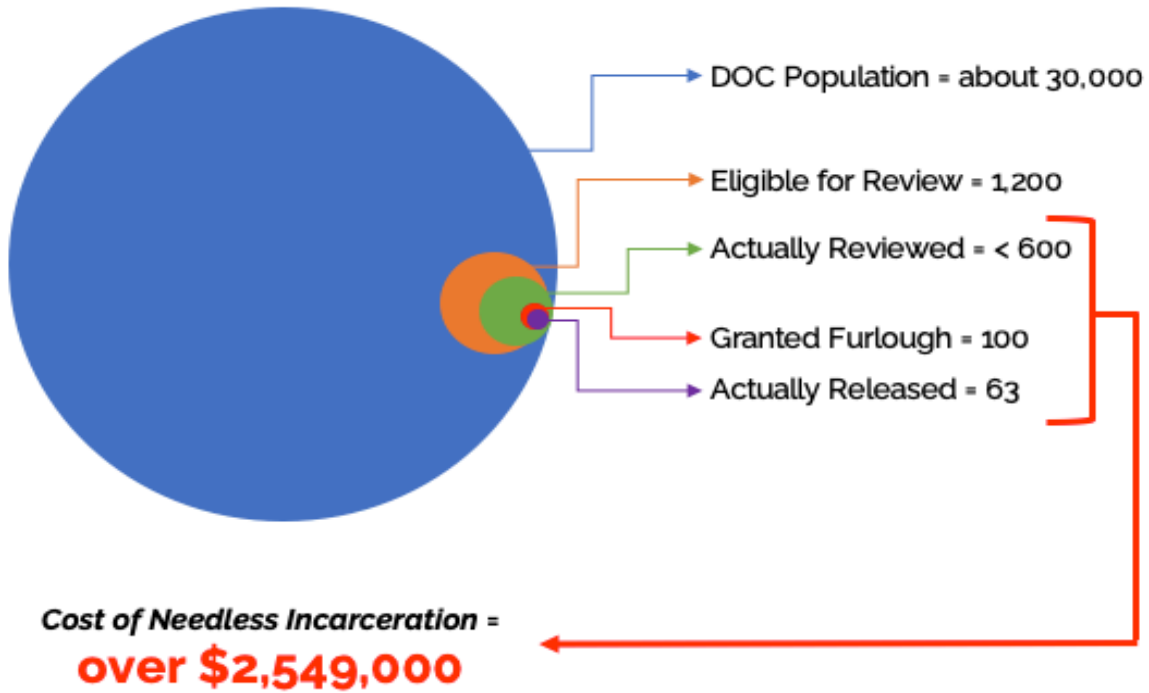 DOC Population = about 30,000
Eligible for Review = 1,200
Actually Reviewed = < 600
Granted Furlough = 100
Actually Released = 63
Cost of Needless Incarceration =
over $2,549,000